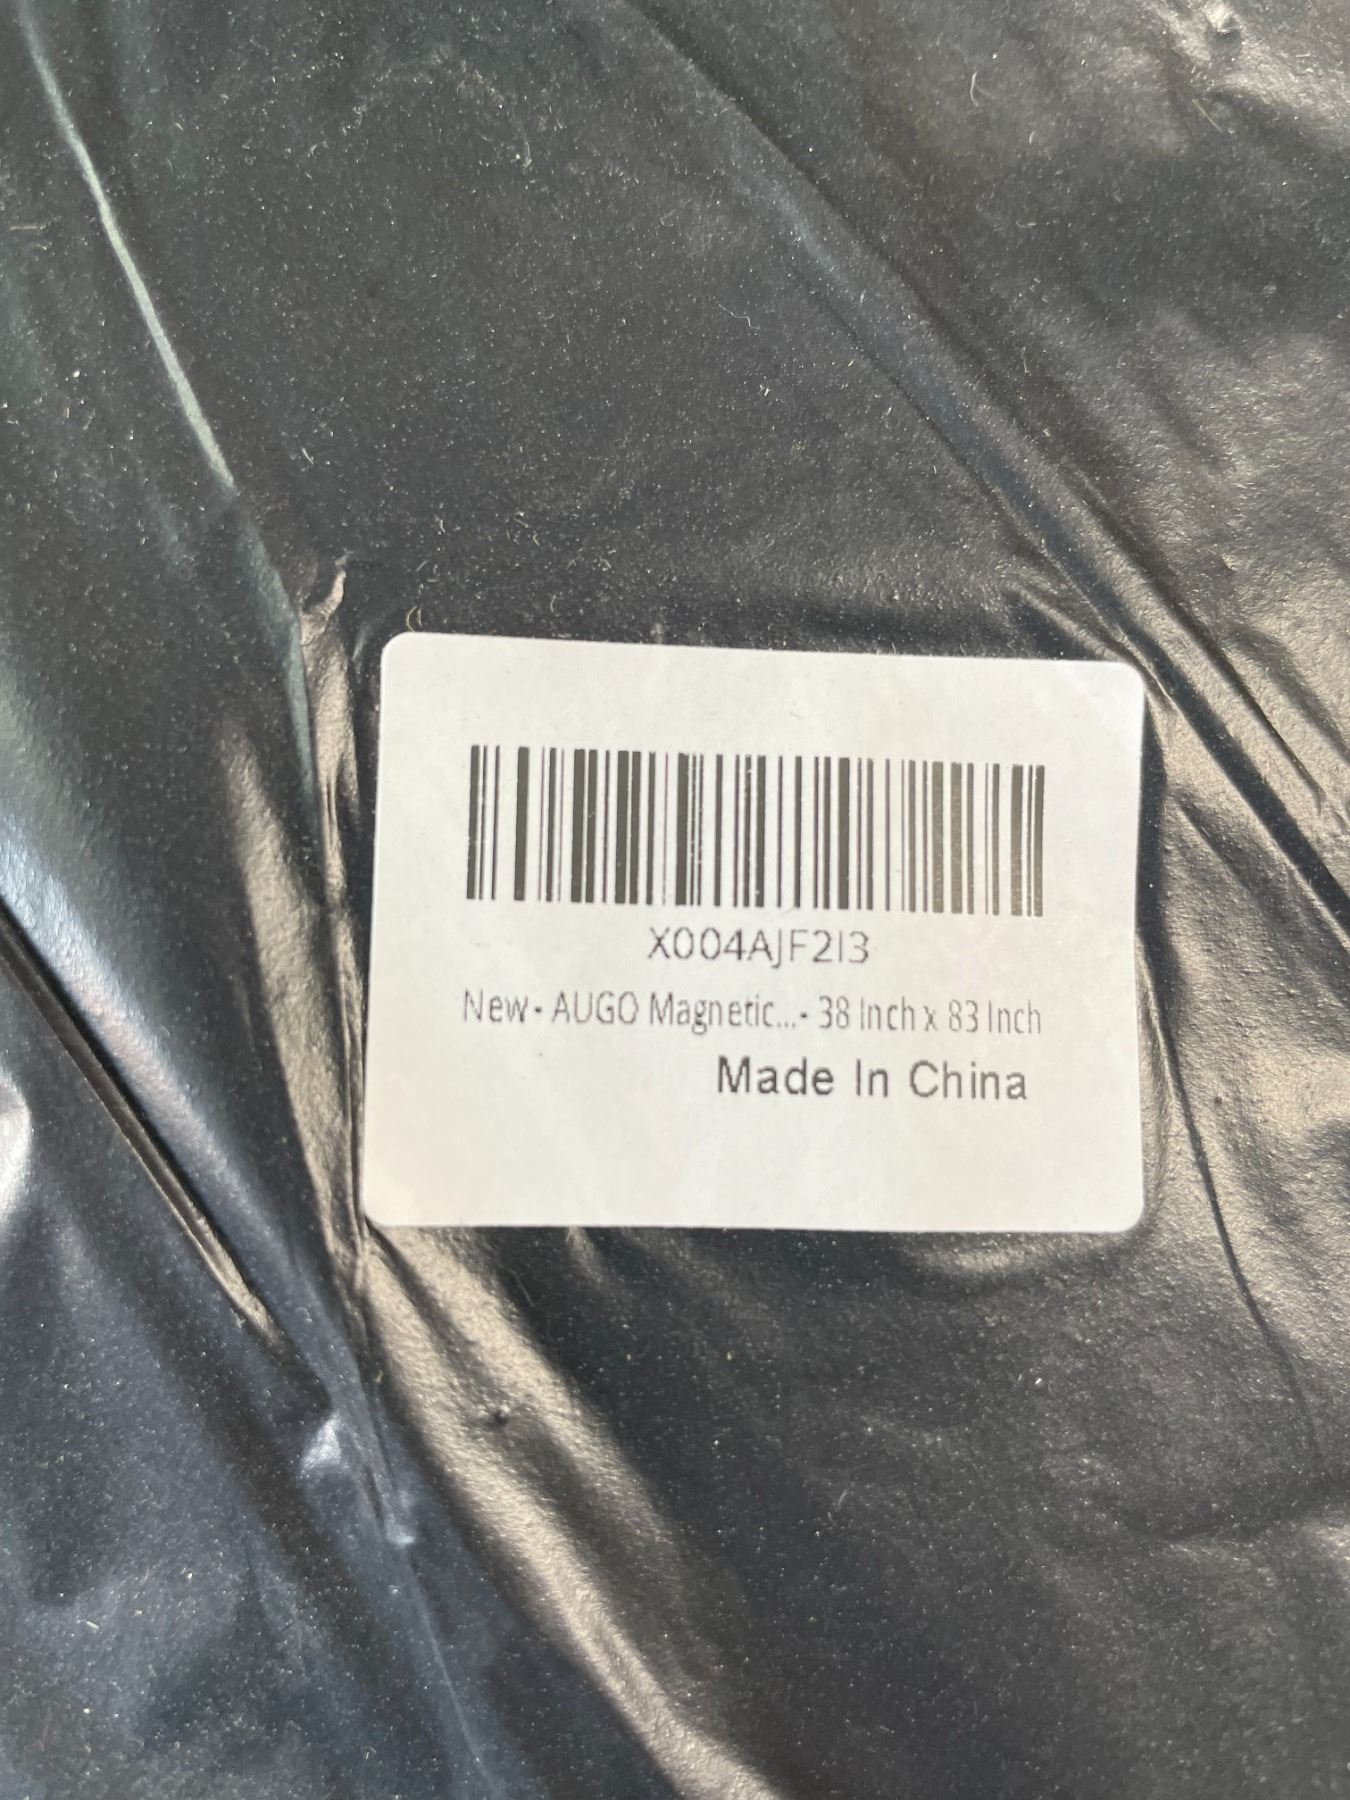 X004AJF2I3
New - AUGO Magnetic...- 38 Inch x 83 Inch
Made In China